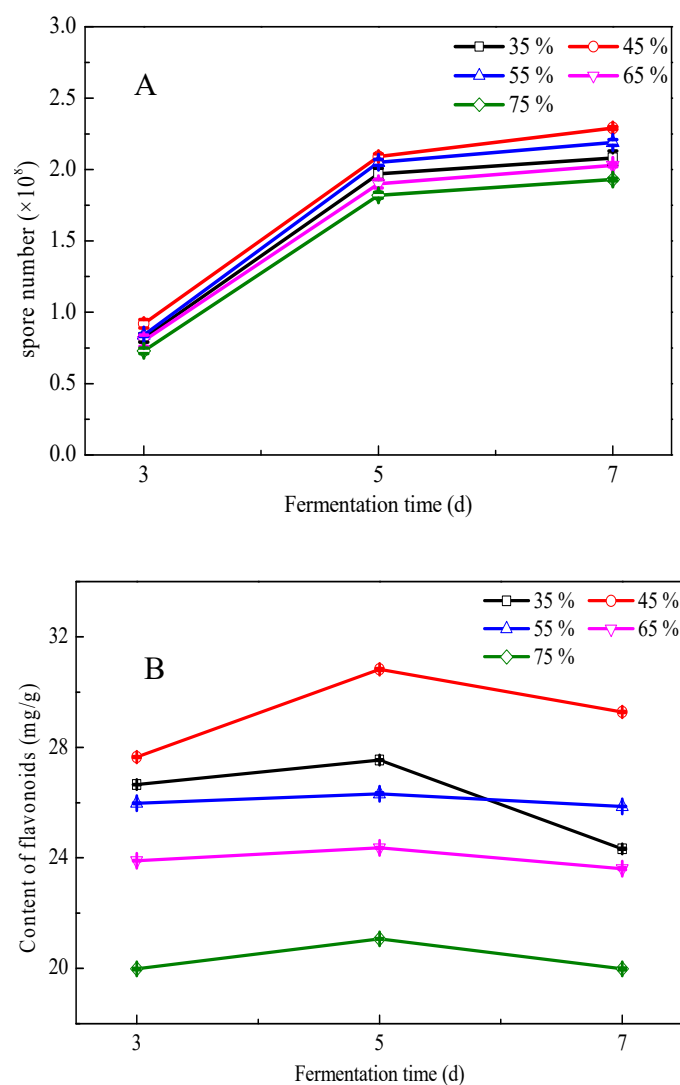 A
35 % 45 %
55 % 65 %
75 %
3.0
2.5
2.0
1.5
1.0
0.5
0.0
spore number (×10⁸)
3 5 7
Fermentation time (d)
B
35 % 45 %
55 % 65 %
75 %
32
28
24
20
Content of flavonoids (mg/g)
3 5 7
Fermentation time (d)